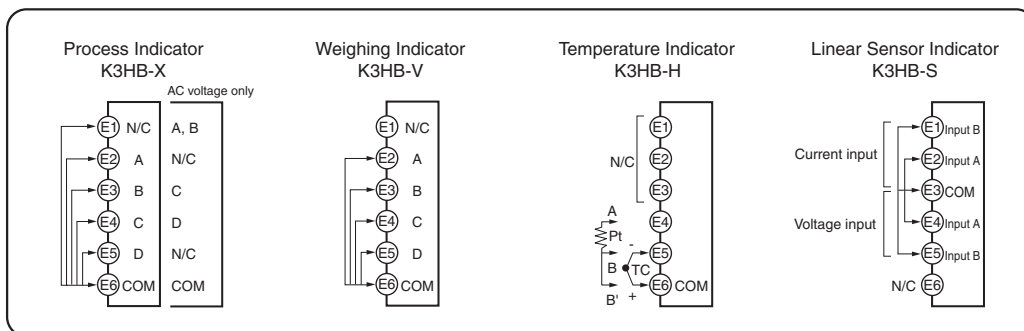 Process Indicator
K3HB-X
AC voltage only
E1 N/C A, B
E2 A N/C
E3 B C
E4 C D
E5 D N/C
E6 COM COM
Weighing Indicator
K3HB-V
E1 N/C
E2 A
E3 B
E4 C
E5 D
E6 COM
Temperature Indicator
K3HB-H
E1
N/C E2
E3
A E4
Pt
- E5
B TC
B' + E6 COM
Linear Sensor Indicator
K3HB-S
E1 Input B
Current input
E2 Input A
E3 COM
Voltage input
E4 Input A
E5 Input B
N/C E6